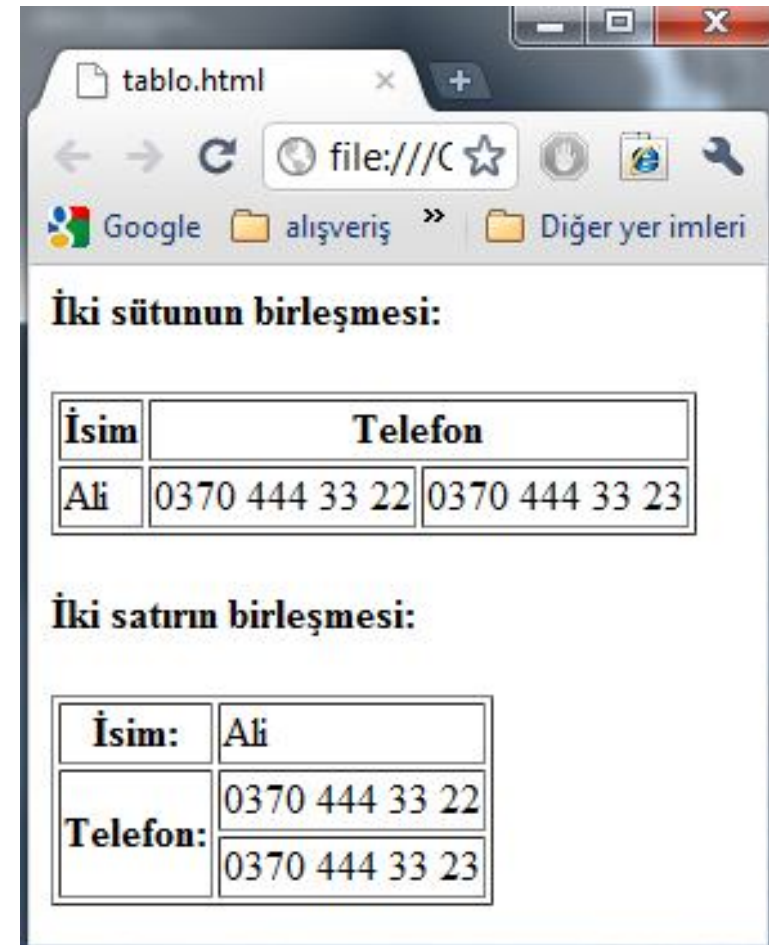 tablo.html
file:///C
Google alışveriş » Diğer yer imleri
İki sütunun birleşmesi:
İsim Telefon
Ali 0370 444 33 22 0370 444 33 23
İki satırın birleşmesi:
İsim: Ali
Telefon: 0370 444 33 22
0370 444 33 23